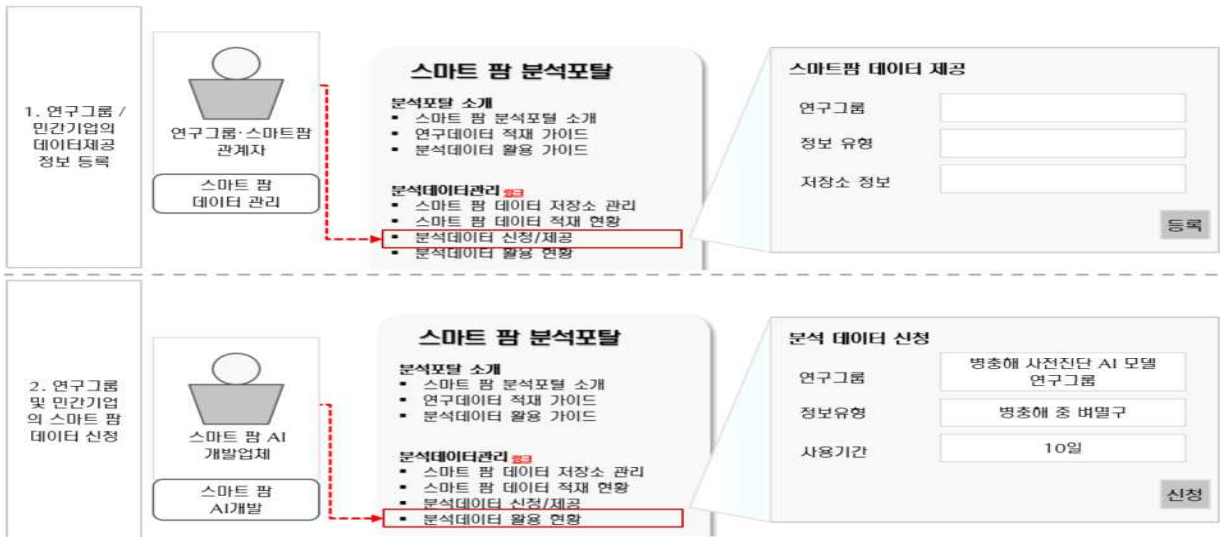 1. 연구그룹 /
민간기업의
데이터제공
정보 등록
연구그룹·스마트팜
관계자
스마트 팜
데이터 관리
스마트 팜 분석포탈
분석포탈 소개
▪ 스마트 팜 분석포털 소개
▪ 연구데이터 적재 가이드
▪ 분석데이터 활용 가이드
분석데이터관리 링크
▪ 스마트 팜 데이터 저장소 관리
▪ 스마트 팜 데이터 적재 현황
▪ 분석데이터 신청/제공
▪ 분석데이터 활용 현황
스마트팜 데이터 제공
연구그룹
정보 유형
저장소 정보
등록
2. 연구그룹
및 민간기업
의 스마트 팜
데이터 신청
스마트 팜 AI
개발업체
스마트 팜
AI개발
스마트 팜 분석포탈
분석포탈 소개
▪ 스마트 팜 분석포털 소개
▪ 연구데이터 적재 가이드
▪ 분석데이터 활용 가이드
분석데이터관리 링크
▪ 스마트 팜 데이터 저장소 관리
▪ 스마트 팜 데이터 적재 현황
▪ 분석데이터 신청/제공
▪ 분석데이터 활용 현황
분석 데이터 신청
연구그룹
병충해 사전진단 AI 모델
연구그룹
정보유형
병충해 중 벼멸구
사용기간
10일
신청